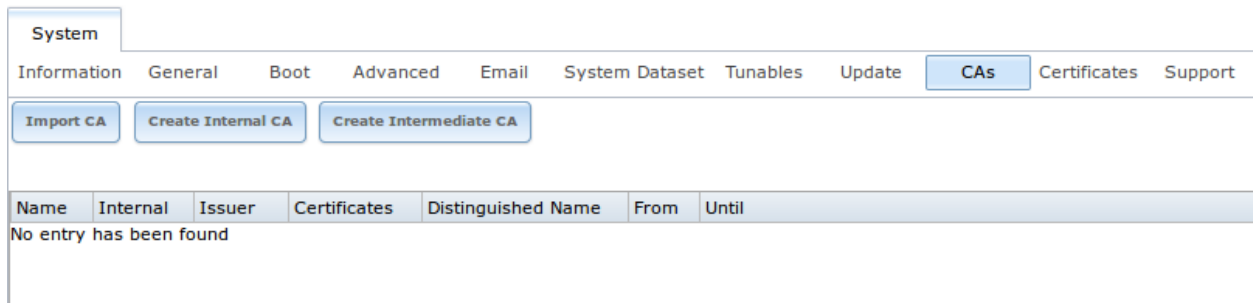 System
Information General Boot Advanced Email System Dataset Tunables Update CAs Certificates Support
Import CA Create Internal CA Create Intermediate CA
Name Internal Issuer Certificates Distinguished Name From Until
No entry has been found